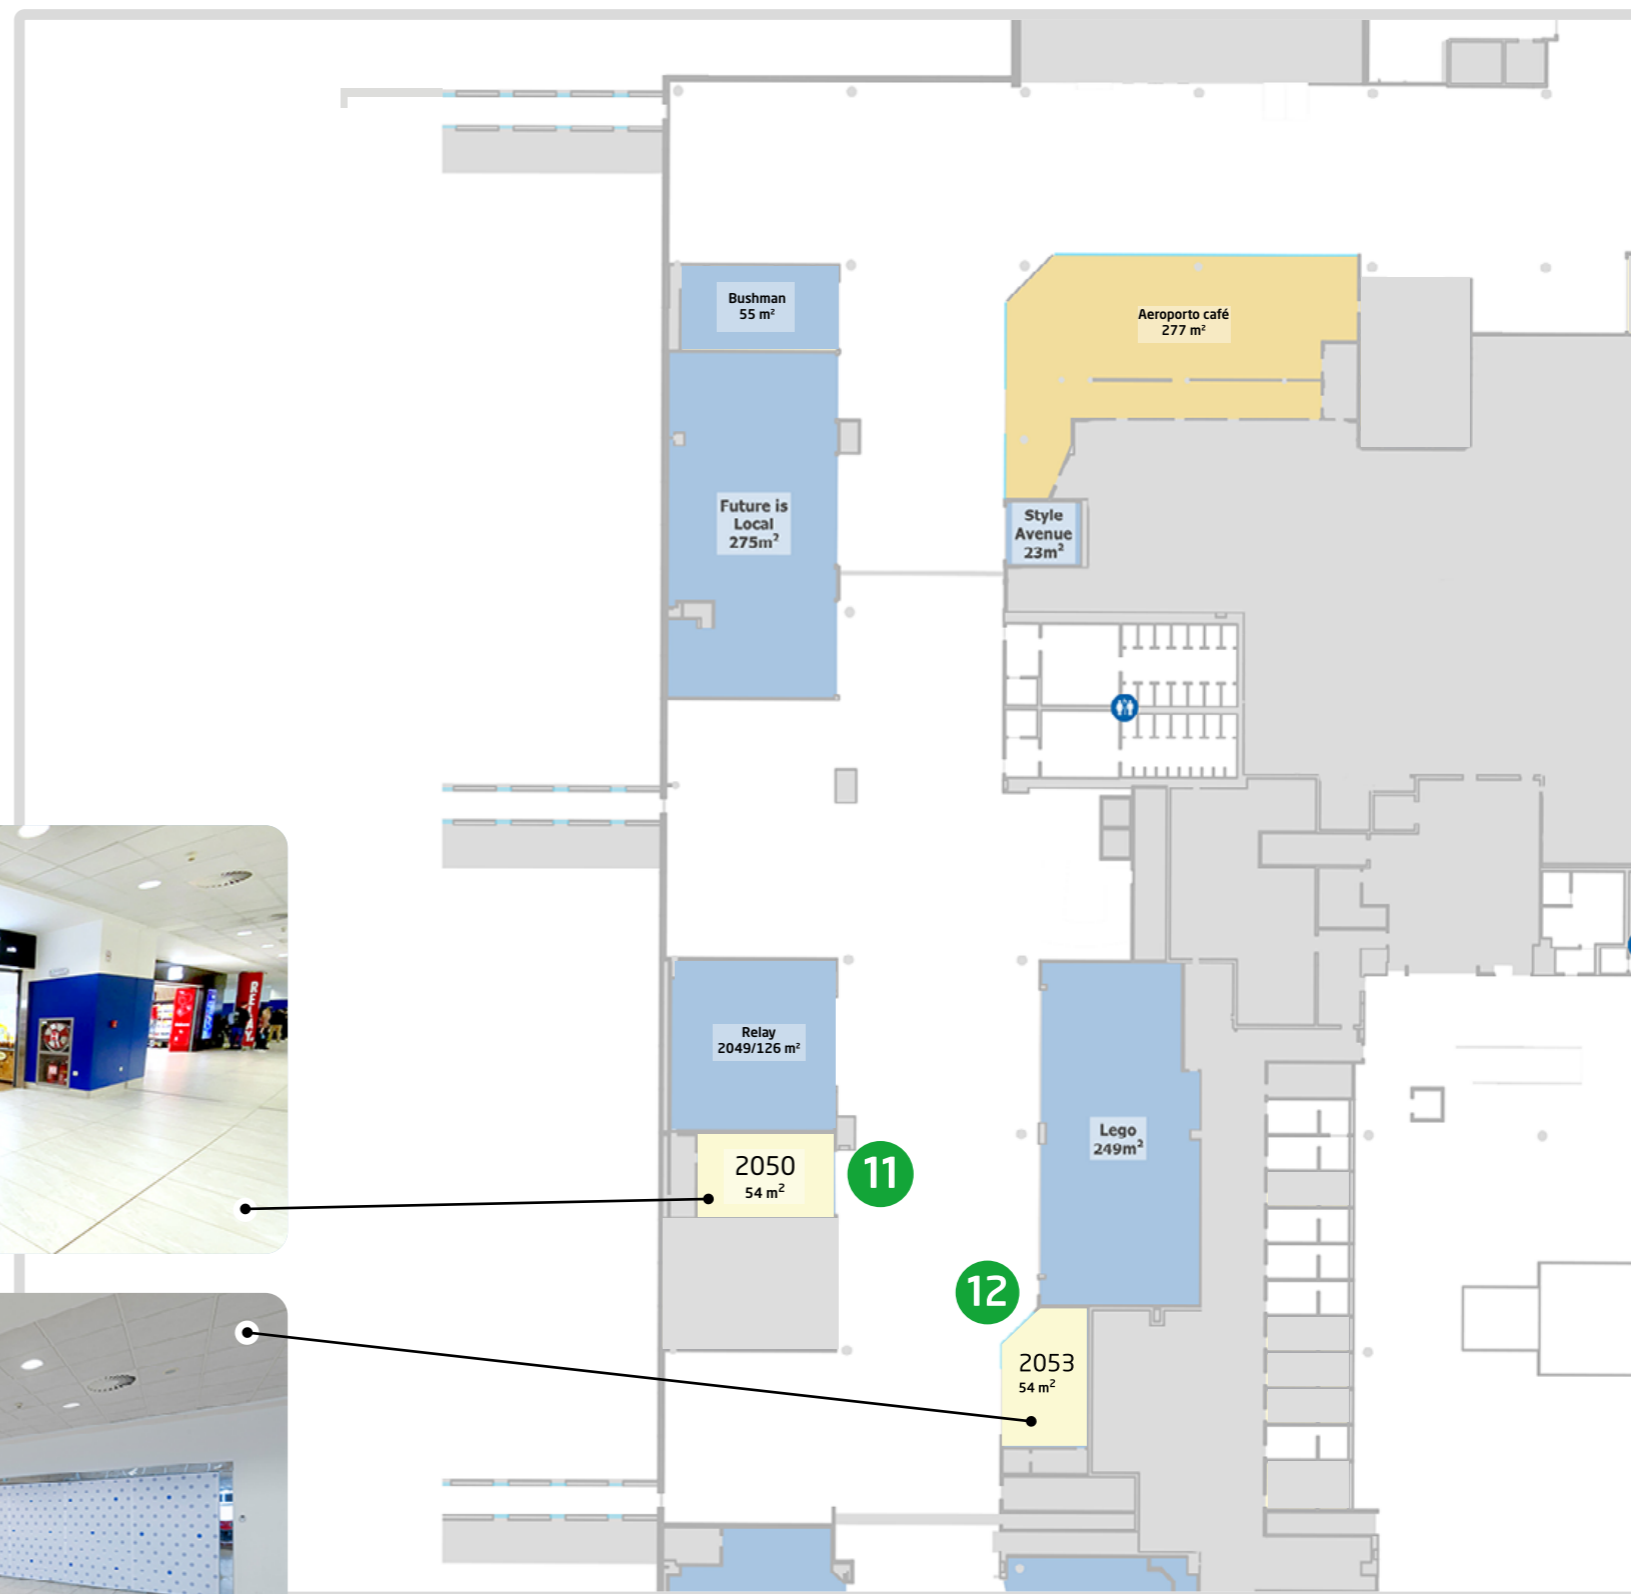 Bushman
55 m²
Aeroporto café
277 m²
Future is
Local
275m²
Style
Avenue
23m²
RELAY
Relay
2049/126 m²
Lego
249m²
2050
54 m²
11
12
2053
54 m²